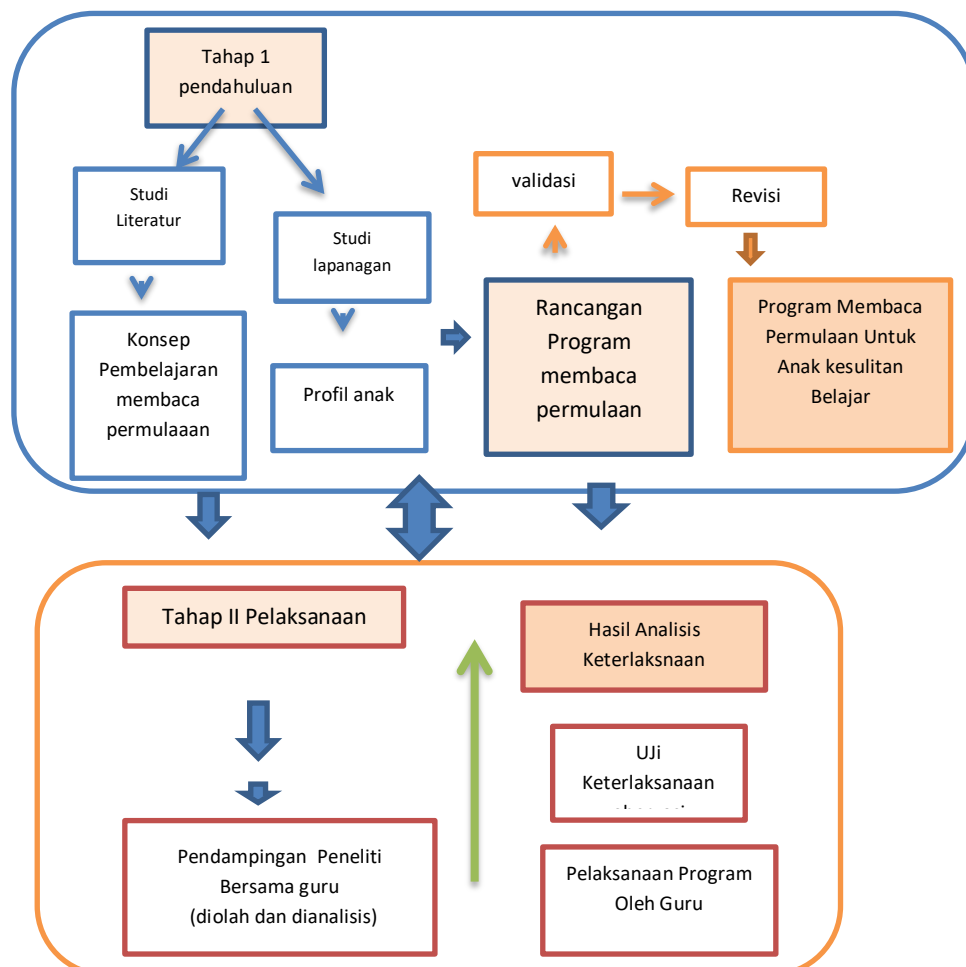 Tahap 1
pendahuluan
Studi
Literatur
Konsep
Pembelajaran
membaca
permulaaan
Studi
lapanagan
Profil anak
Rancangan
Program
membaca
permulaan
validasi
Revisi
Program Membaca
Permulaan Untuk
Anak kesulitan
Belajar
Tahap II Pelaksanaan
Pendampingan Peneliti
Bersama guru
(diolah dan dianalisis)
Hasil Analisis
Keterlaksnaan
UJi
Keterlaksanaan
Pelaksanaan Program
Oleh Guru